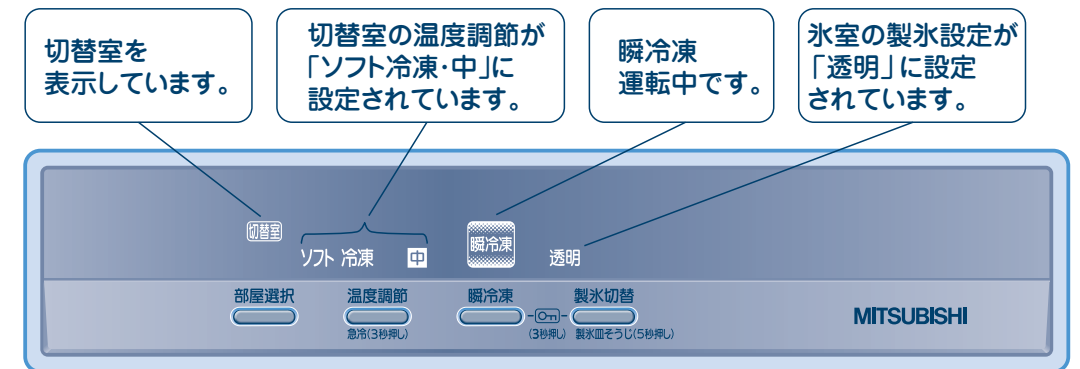 切替室を
表示しています。
切替室の温度調節が
「ソフト冷凍・中」に
設定されています。
瞬冷凍
運転中です。
氷室の製氷設定が
「透明」に設定
されています。
切替室
ソフト 冷凍 中
瞬冷凍
透明
部屋選択
温度調節
急冷(3秒押し)
瞬冷凍
(3秒押し)
製氷切替
製氷皿そうじ(5秒押し)
MITSUBISHI